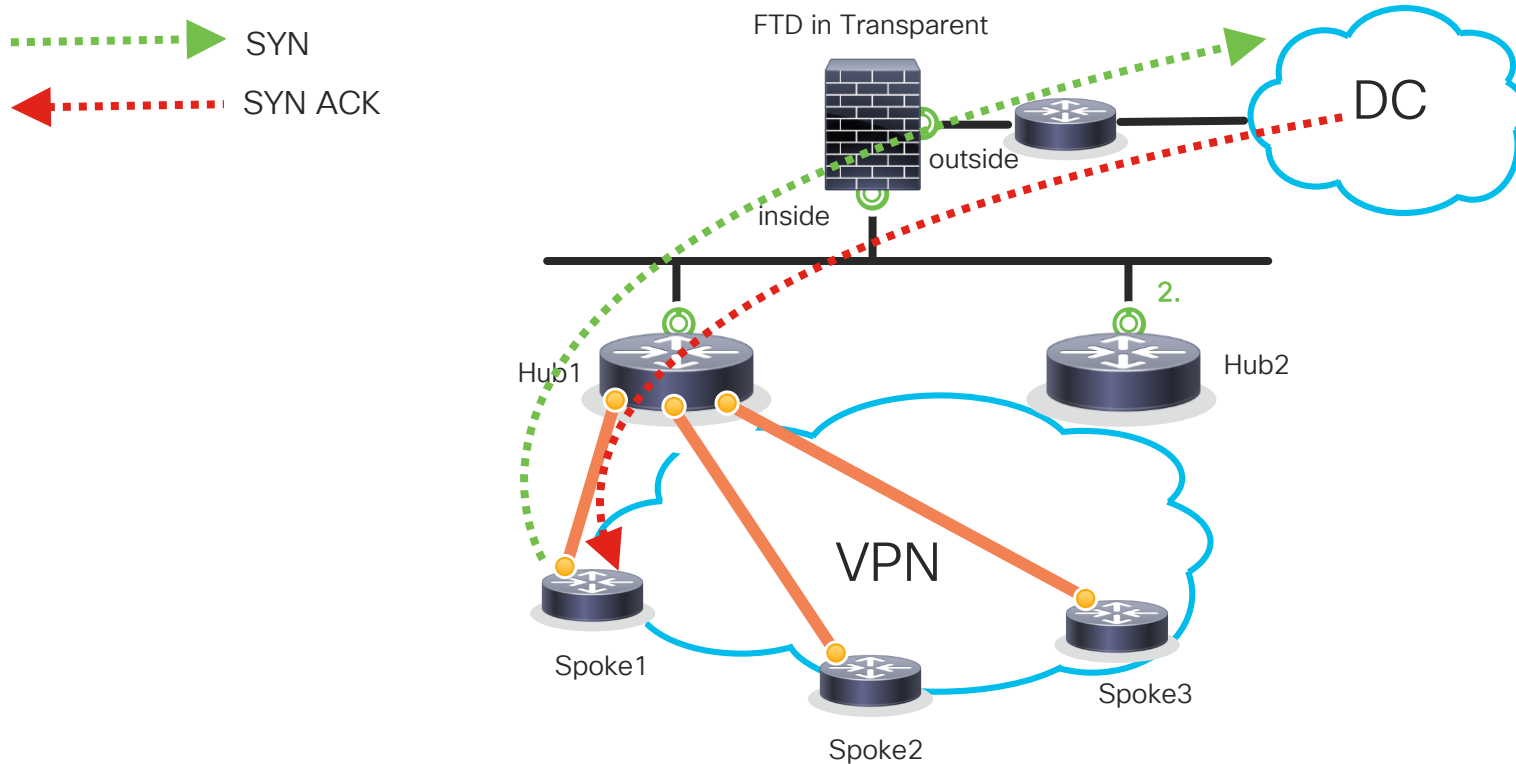 SYN
SYN ACK
FTD in Transparent
DC
outside
inside
2.
Hub1
Hub2
VPN
Spoke1
Spoke2
Spoke3